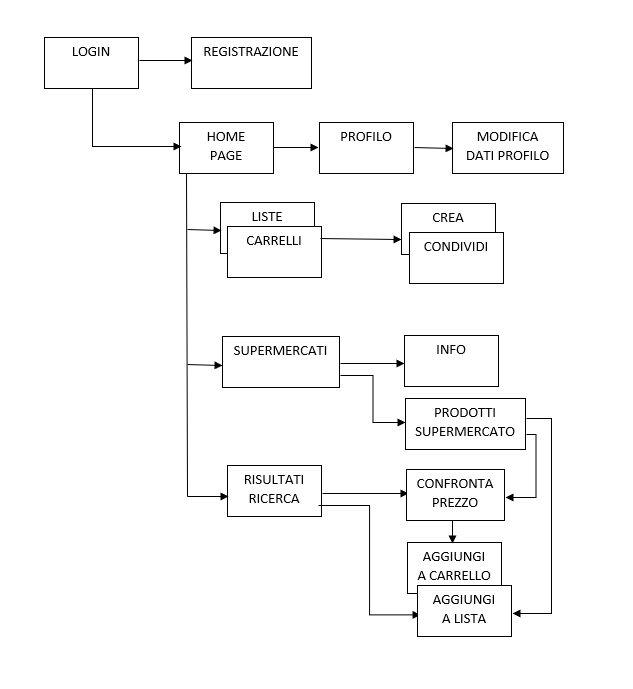 LOGIN
REGISTRAZIONE
HOME
PAGE
PROFILO
MODIFICA
DATI PROFILO
LISTE
CARRELLI
CREA
CONDIVIDI
SUPERMERCATI
INFO
PRODOTTI
SUPERMERCATO
RISULTATI
RICERCA
CONFRONTA
PREZZO
AGGIUNGI
A CARRELLO
AGGIUNGI
A LISTA